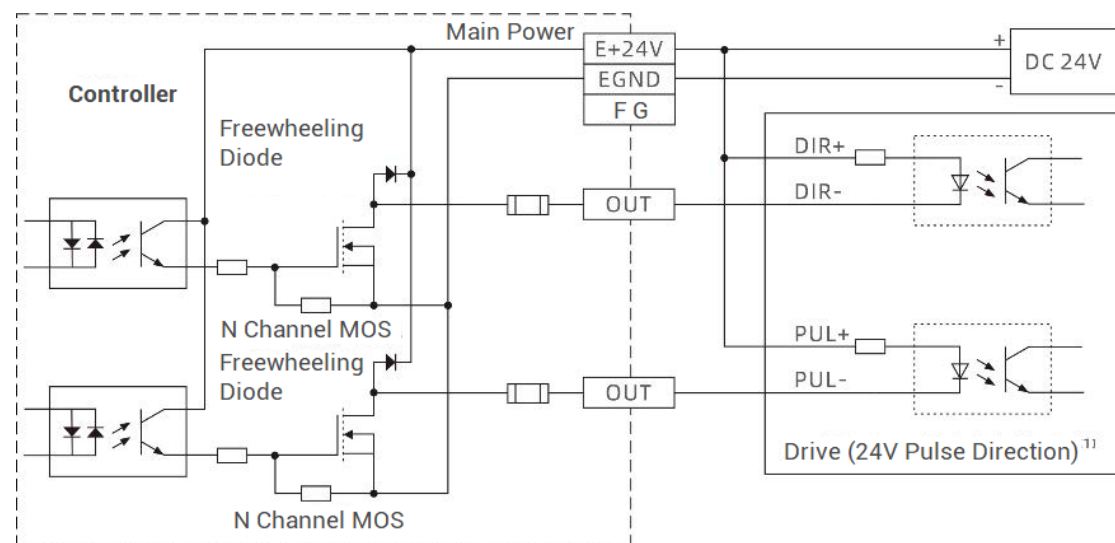 Main Power
E+24V
EGND
F G
+
-
DC 24V
Controller
Freewheeling
Diode
DIR+
DIR-
OUT
N Channel MOS
Freewheeling
Diode
PUL+
PUL-
OUT
Drive (24V Pulse Direction)
N Channel MOS